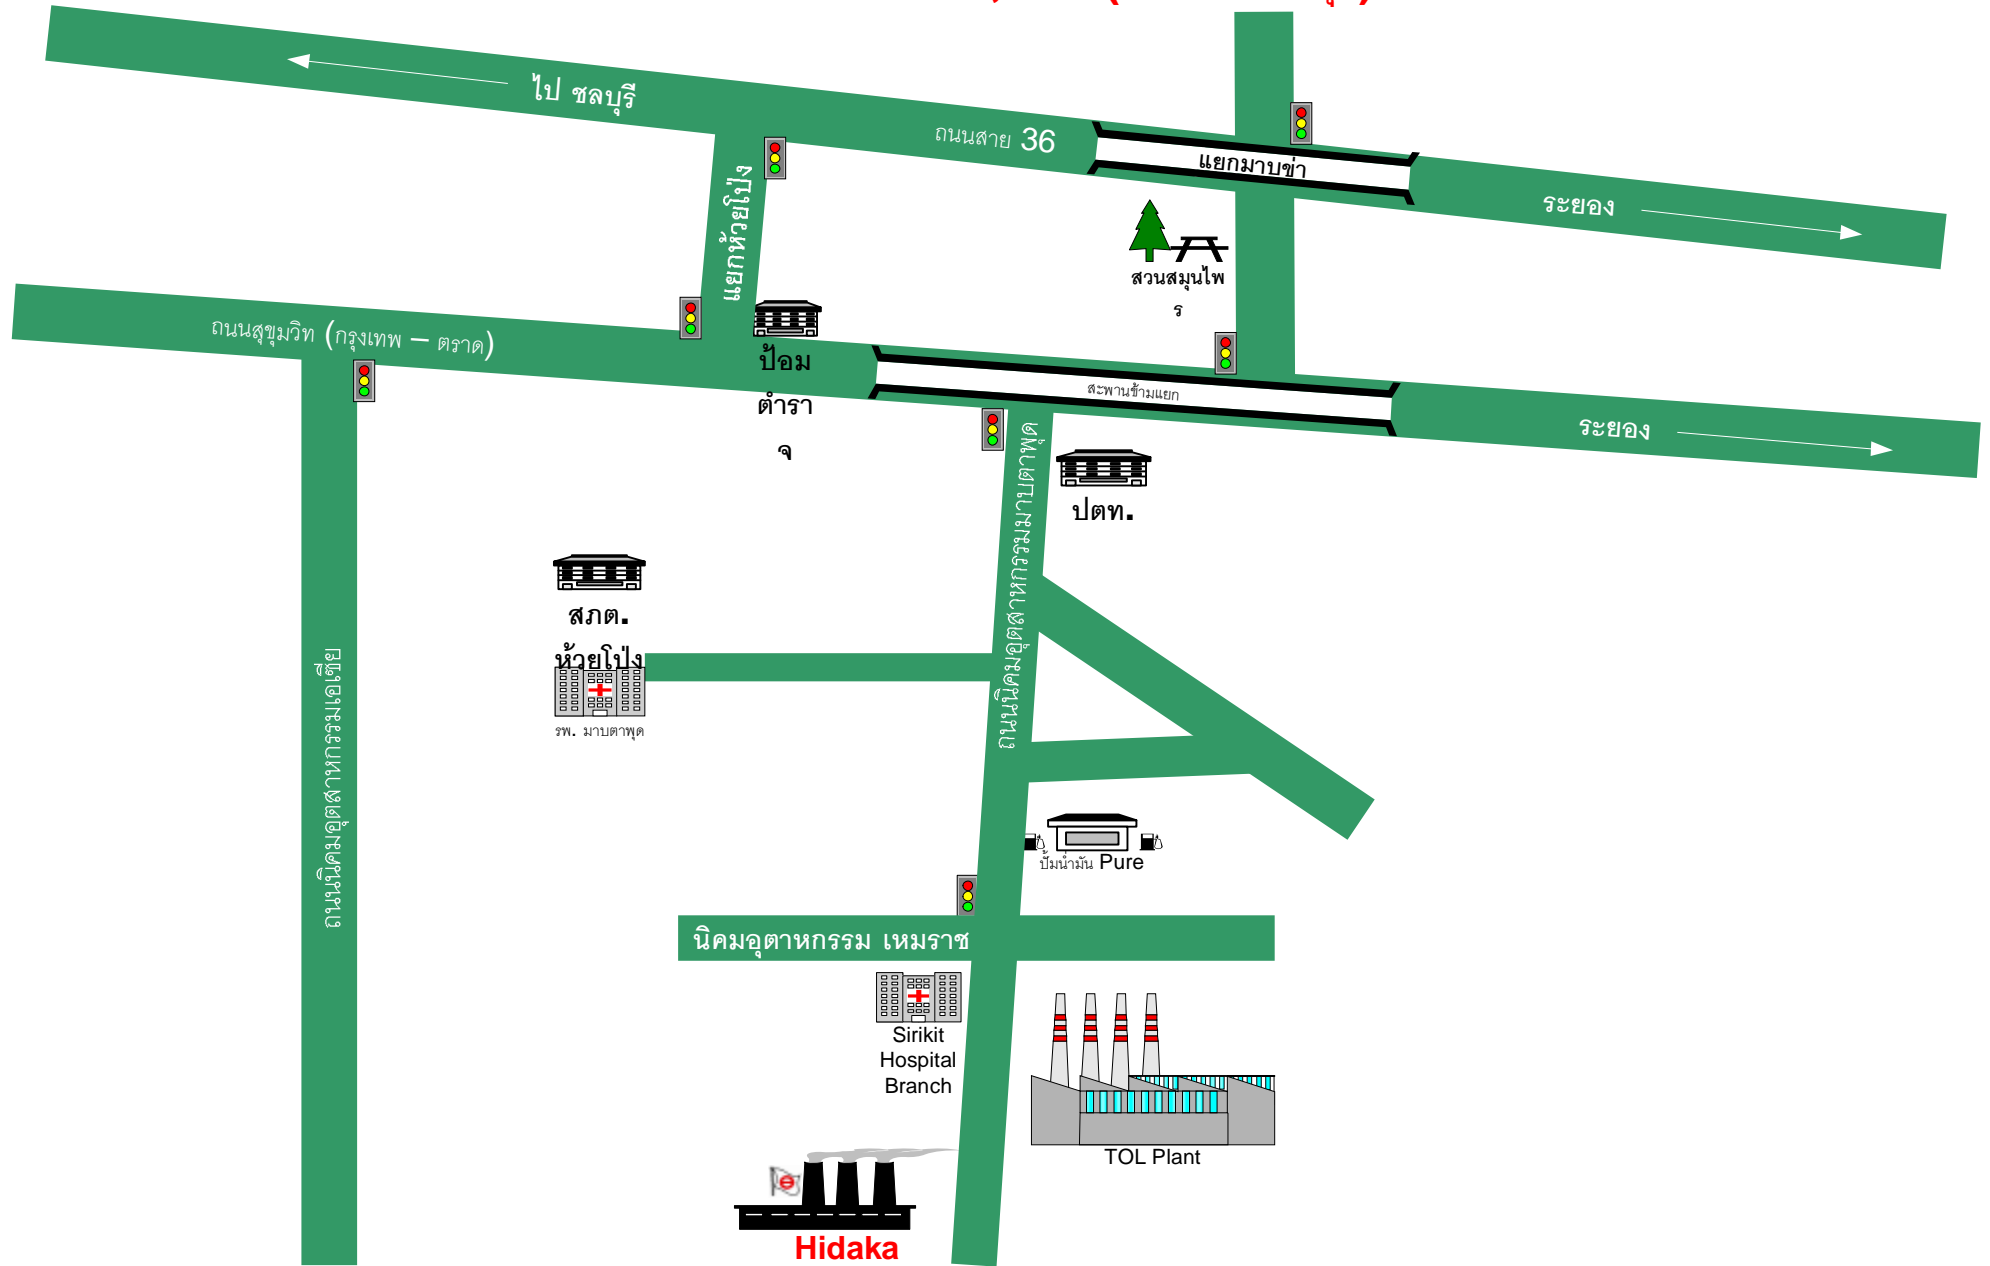 ไป ชลบุรี
ถนนสาย 36
แยกมาบข่า
ระยอง
แยกห้วยโป่ง
สวนสมุนไพ
ร
ถนนสุขุมวิท (กรุงเทพ – ตราด)
ป้อม
ตำรา
จ
สะพานข้ามแยก
ระยอง
ถนนนิคมอุตสาหกรรมมาบตาพุด
ปตท.
สภต.
ห้วยโป่ง
รพ. มาบตาพุด
ถนนนิคมอุตสาหกรรมเอเชีย
ปั้มน้ำมัน Pure
นิคมอุตาหกรรม เหมราช
Sirikit
Hospital
Branch
TOL Plant
Hidaka